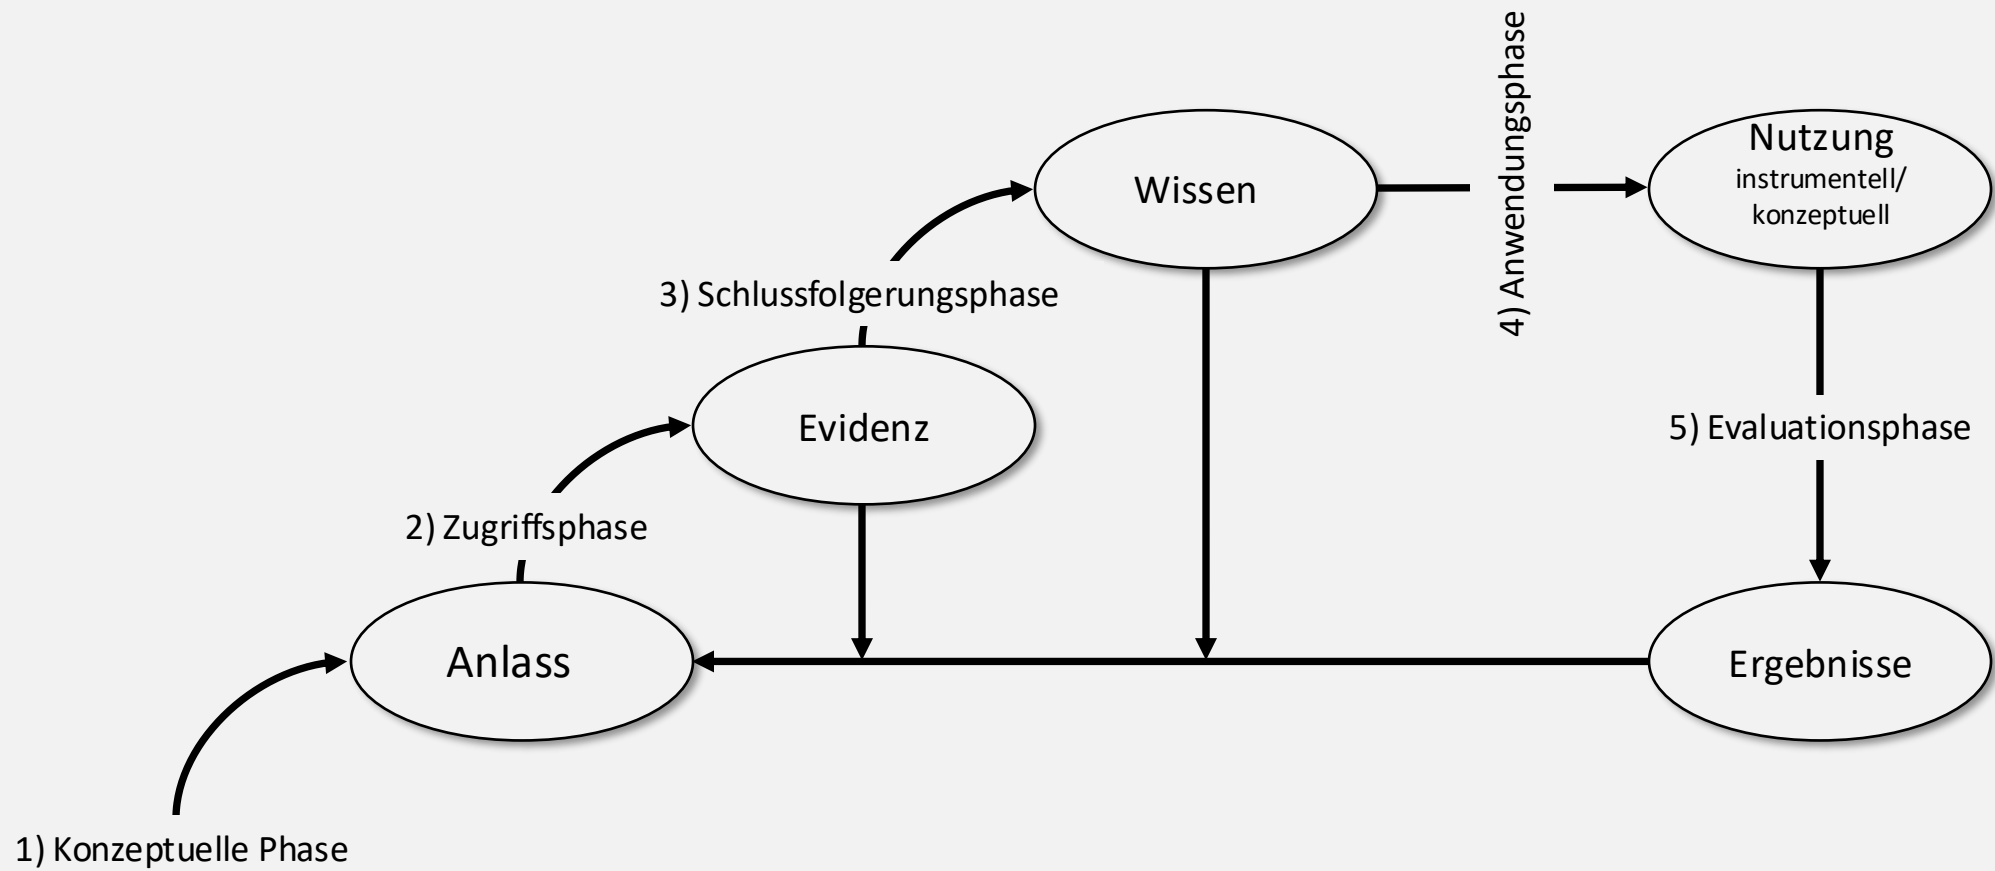 4) Anwendungsphase
Nutzung
instrumentell/
konzeptuell
Wissen
3) Schlussfolgerungsphase
Evidenz
5) Evaluationsphase
2) Zugriffsphase
Anlass
Ergebnisse
1) Konzeptuelle Phase